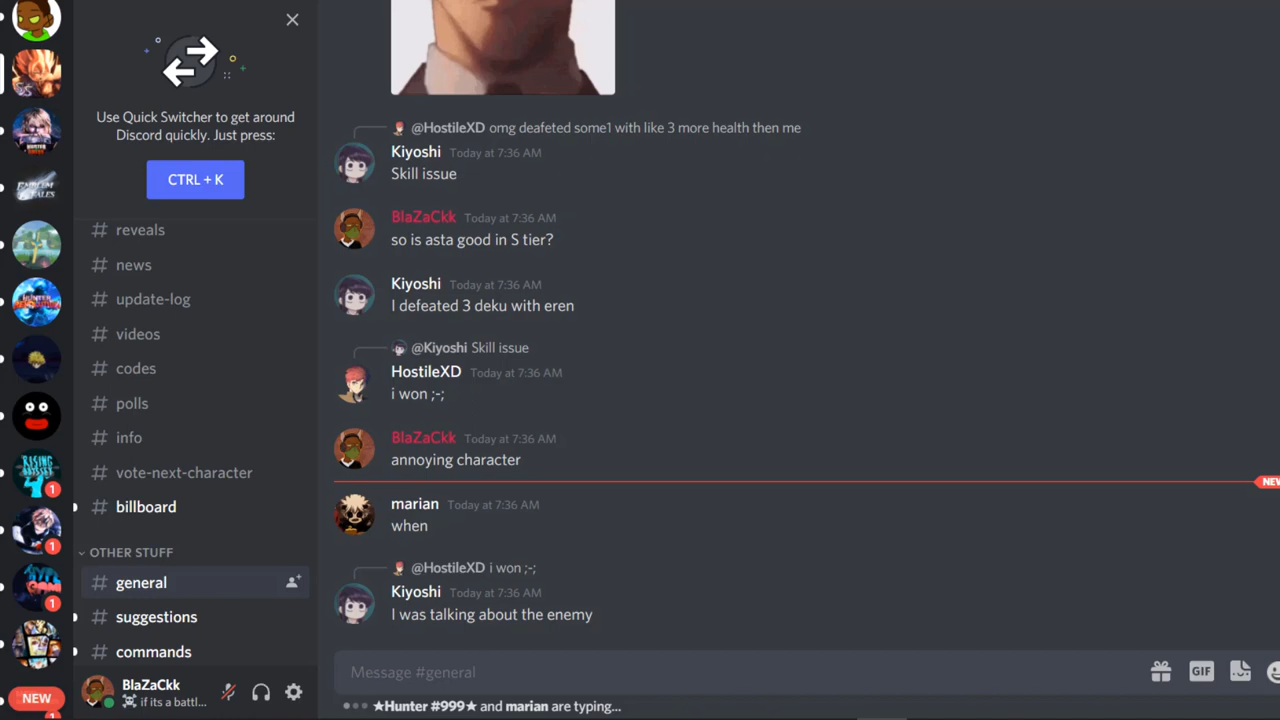 Use Quick Switcher to get around
Discord quickly. Just press:
CTRL + K
reveals
news
update-log
videos
codes
polls
info
vote-next-character
billboard
OTHER STUFF
general
suggestions
commands
BlaZaCkk
if its a battl...
NEW
1
1
1
1
RISING
@HostileXD omg deafeted some1 with like 3 more health then me
Kiyoshi Today at 7:36 AM
Skill issue
BlaZaCkk Today at 7:36 AM
so is asta good in S tier?
Kiyoshi Today at 7:36 AM
I defeated 3 deku with eren
@Kiyoshi Skill issue
HostileXD Today at 7:36 AM
i won ;-;
BlaZaCkk Today at 7:36 AM
annoying character
NEW
marian Today at 7:36 AM
when
@HostileXD i won ;-;
Kiyoshi Today at 7:36 AM
I was talking about the enemy
Message #general
GIF
★Hunter #999★ and marian are typing...